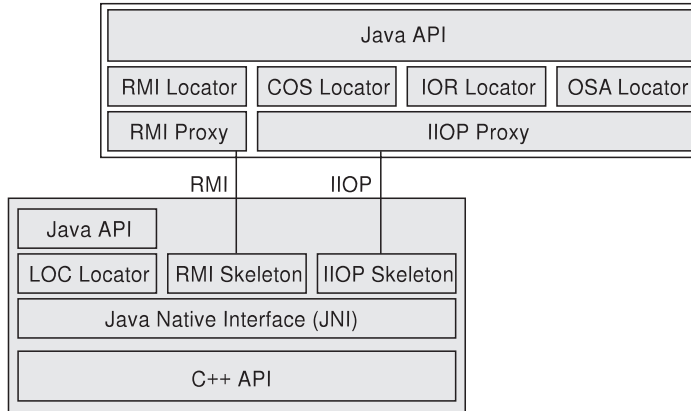 Java API
RMI Locator
COS Locator
IOR Locator
OSA Locator
RMI Proxy
IIOP Proxy
RMI
IIOP
Java API
LOC Locator
RMI Skeleton
IIOP Skeleton
Java Native Interface (JNI)
C++ API